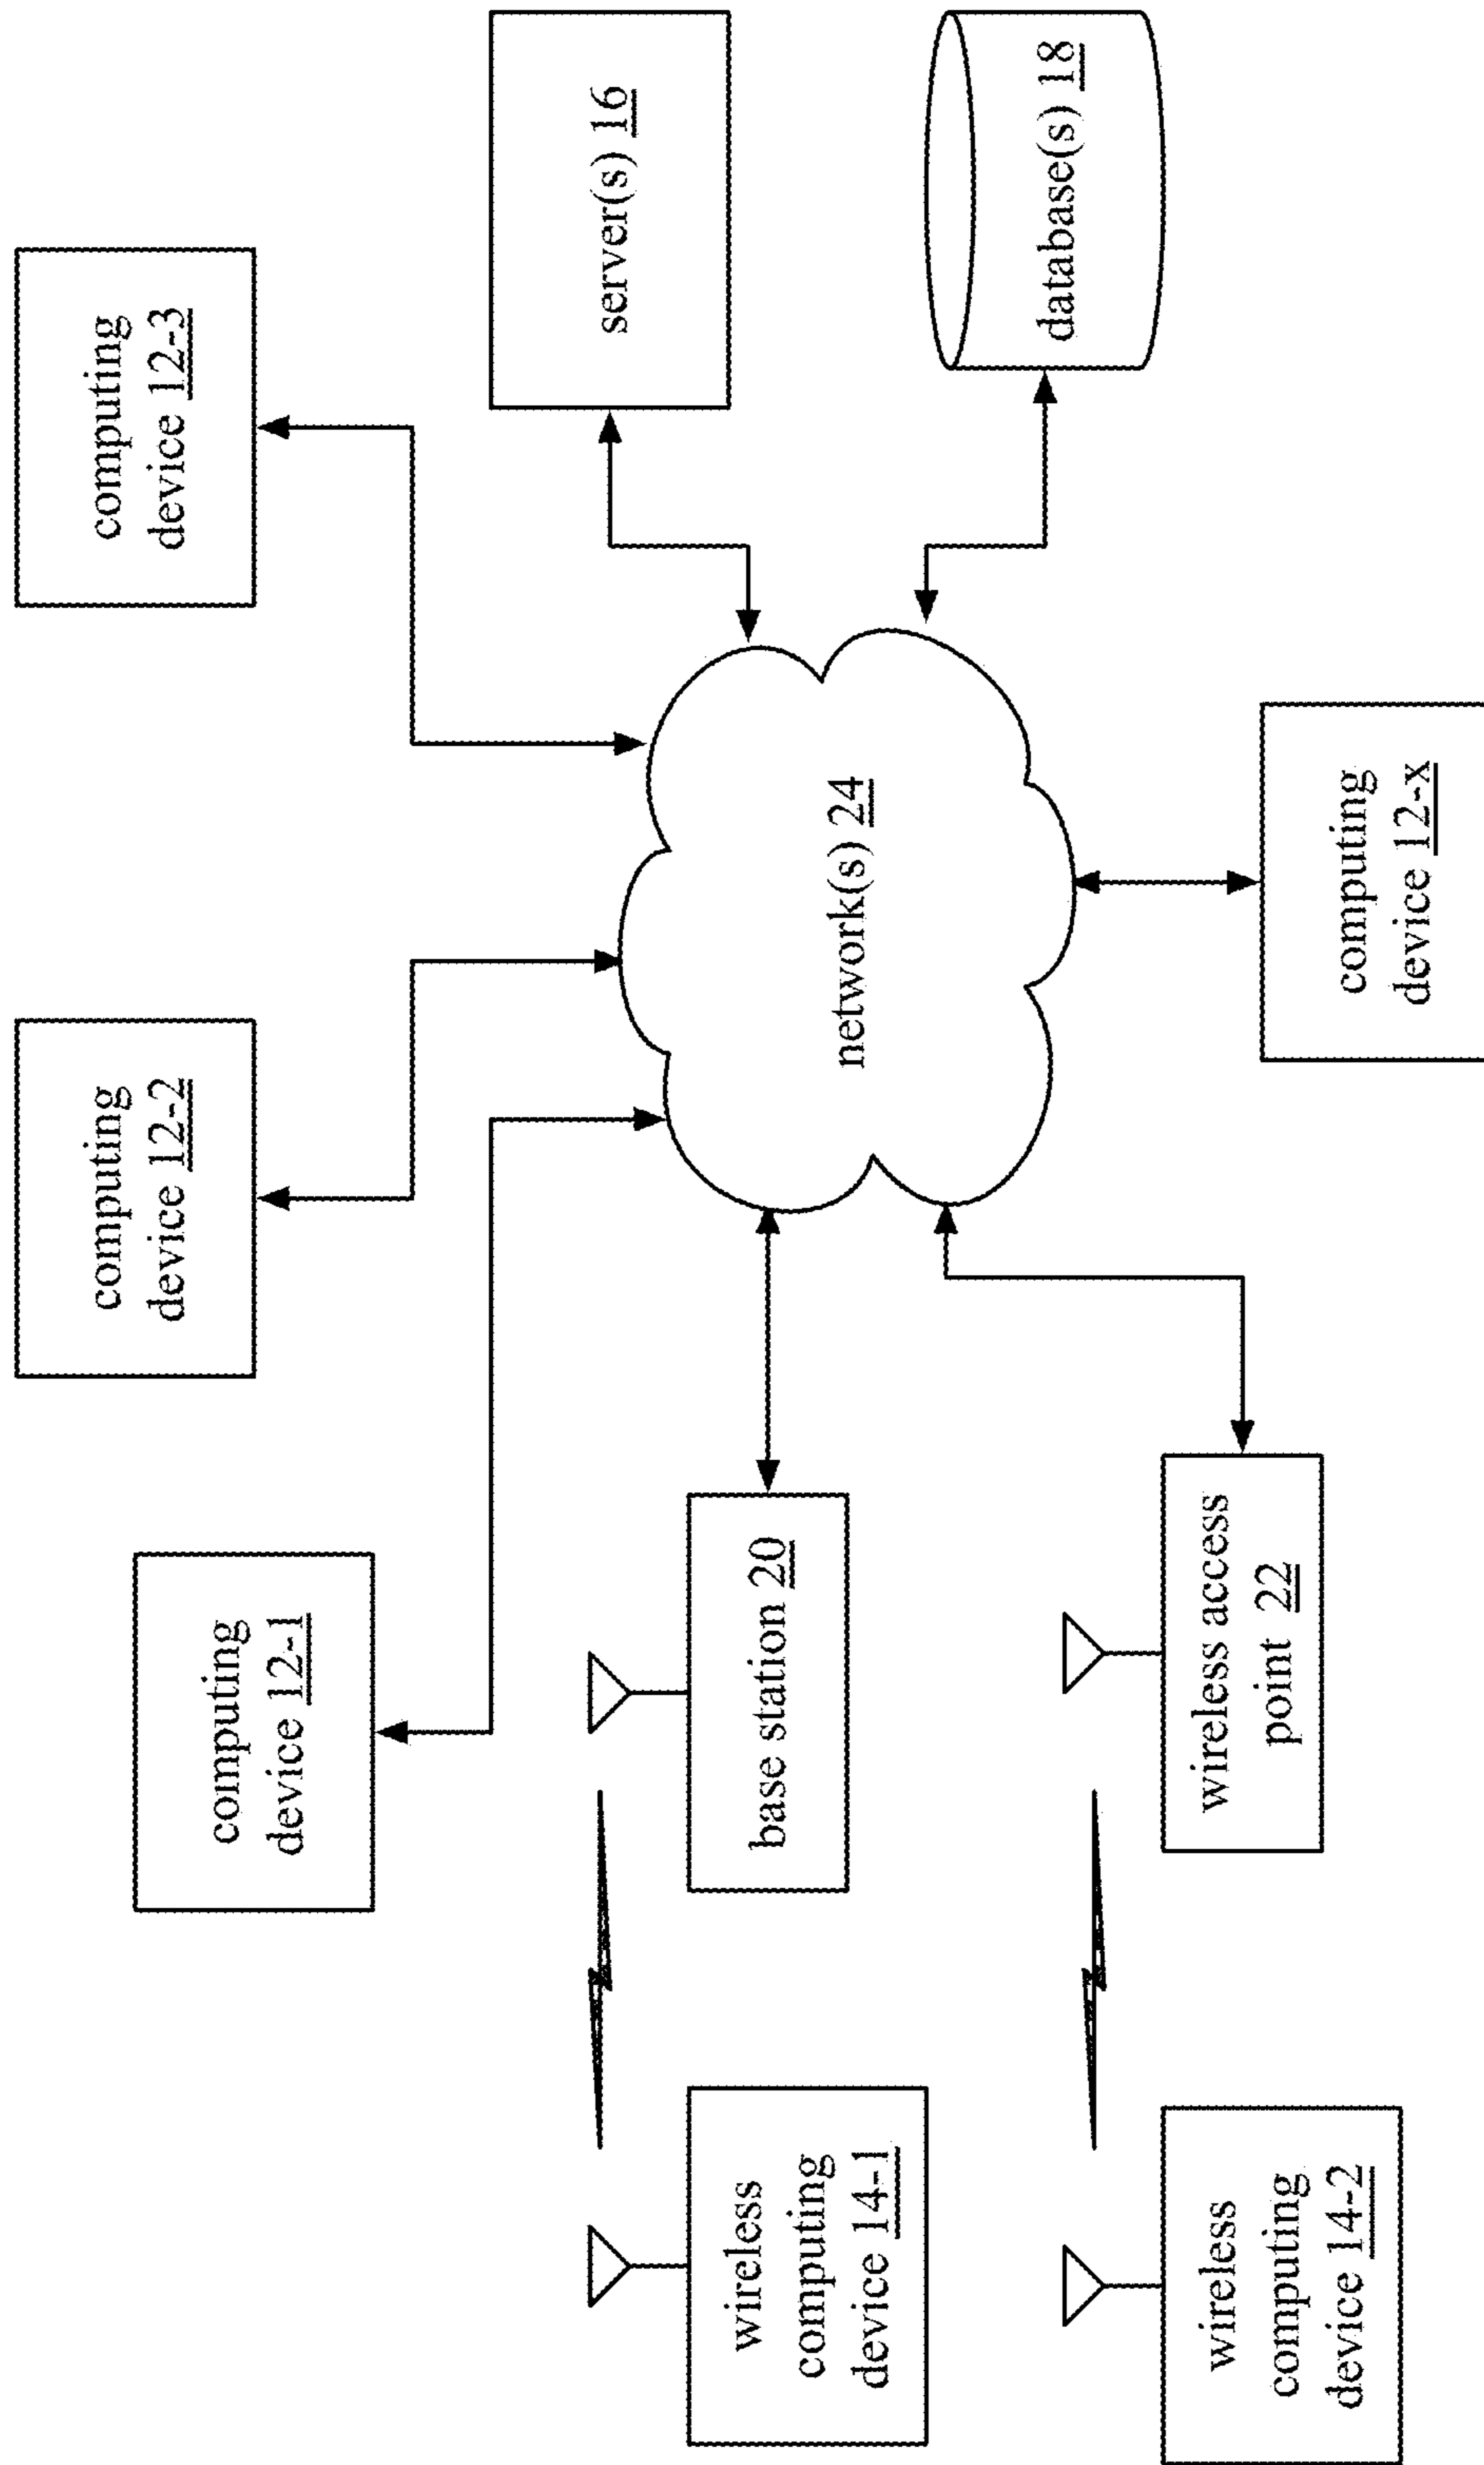 computing
device 12-1
computing
device 12-2
computing
device 12-3
wireless
computing
device 14-1
base station 20
server(s) 16
network(s) 24
wireless
computing
device 14-2
wireless access
point 22
database(s) 18
computing
device 12-x